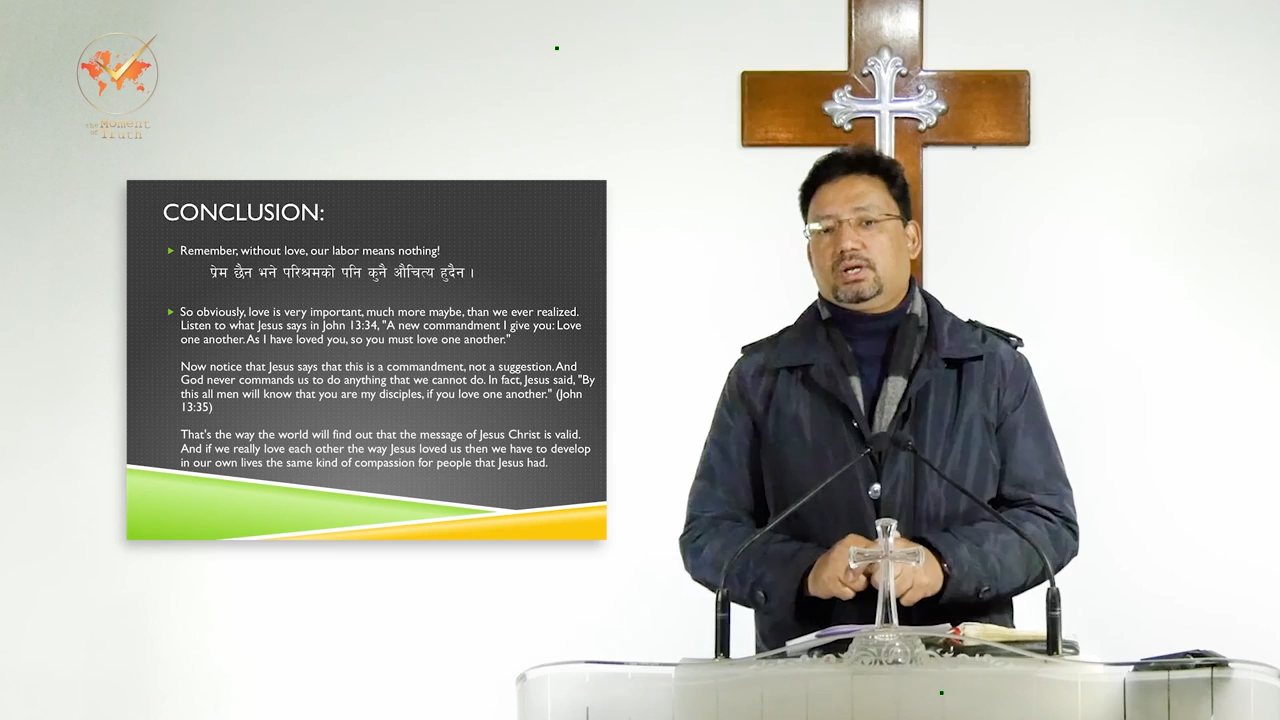 the Moment
of Truth
CONCLUSION:
Remember, without love, our labor means nothing!
प्रेम छैन भने परिश्रमको पनि कुनै औचित्य हुदैन ।
So obviously, love is very important, much more maybe, than we ever realized.
Listen to what Jesus says in John 13:34, "A new commandment I give you: Love
one another. As I have loved you, so you must love one another."
Now notice that Jesus says that this is a commandment, not a suggestion. And
God never commands us to do anything that we cannot do. In fact, Jesus said, "By
this all men will know that you are my disciples, if you love one another." (John
13:35)
That's the way the world will find out that the message of Jesus Christ is valid.
And if we really love each other the way Jesus loved us then we have to develop
in our own lives the same kind of compassion for people that Jesus had.